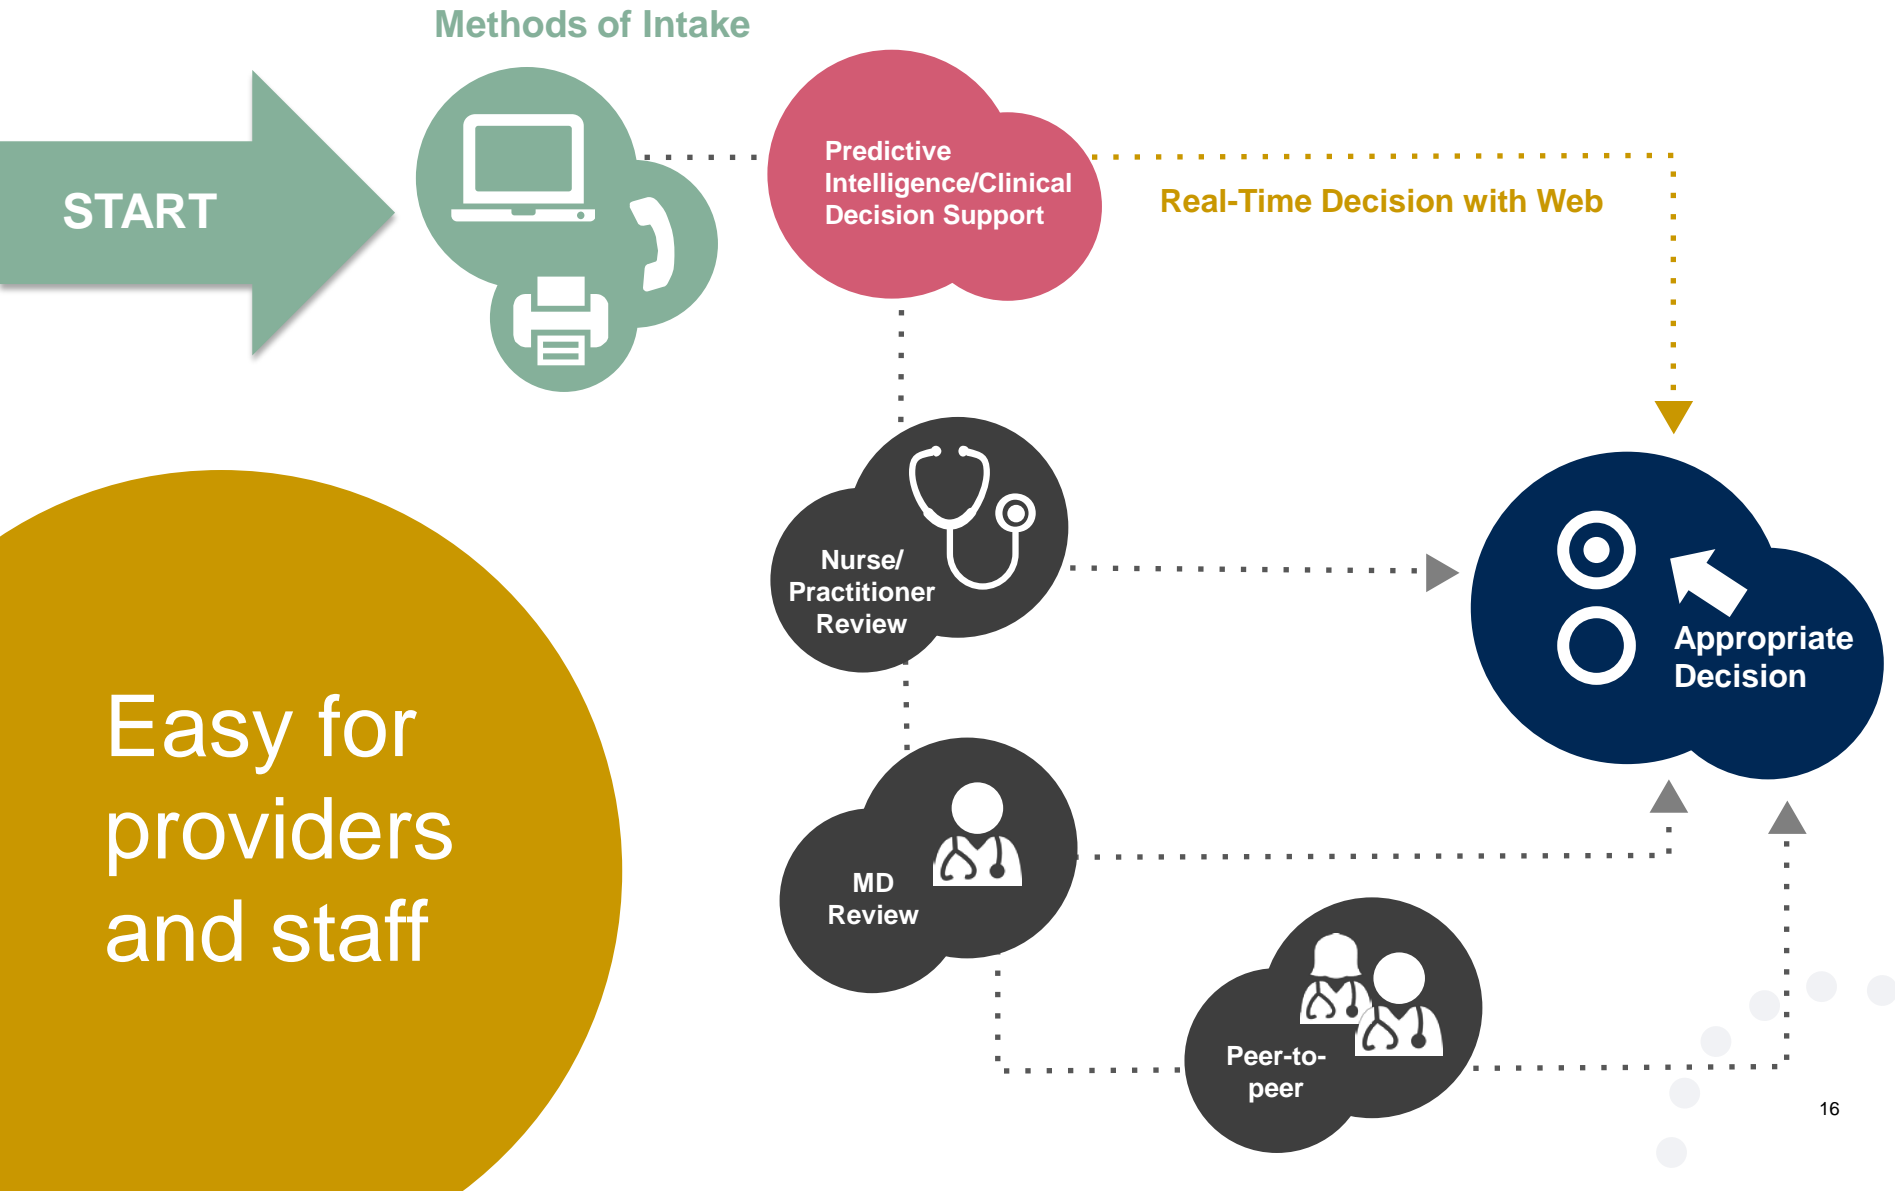 Methods of Intake
START
Predictive
Intelligence/Clinical
Decision Support
Real-Time Decision with Web
Nurse/
Practitioner
Review
Appropriate
Decision
Easy for
providers
and staff
MD
Review
Peer-to-
peer
16